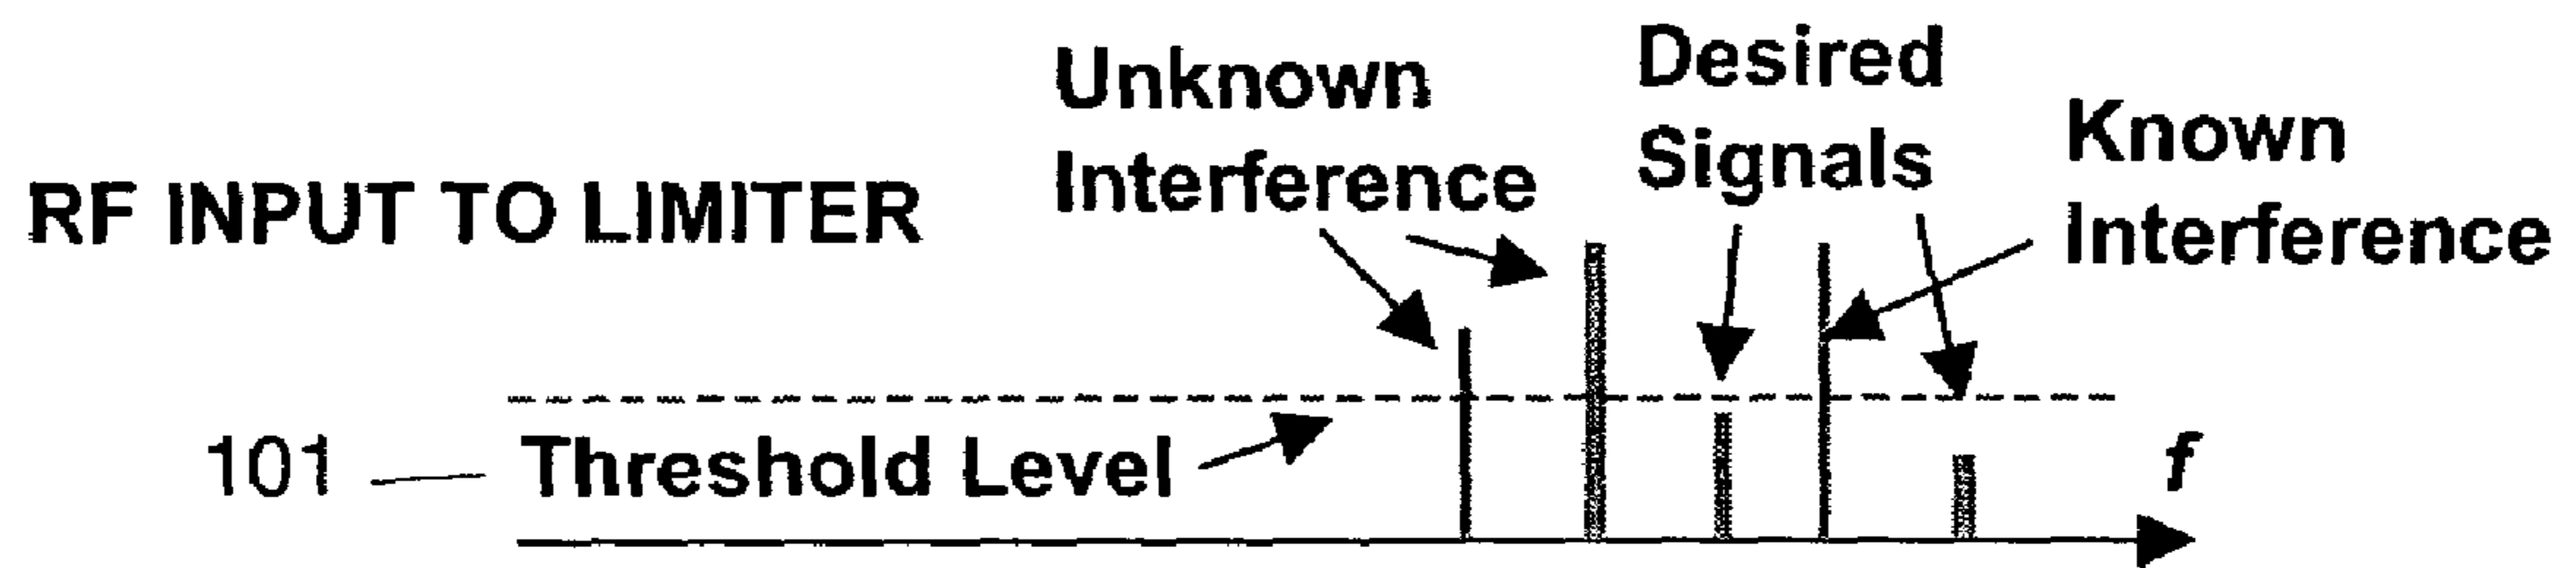 RF INPUT TO LIMITER
Unknown
Interference
Desired
Signals
Known
Interference
101
Threshold Level
f